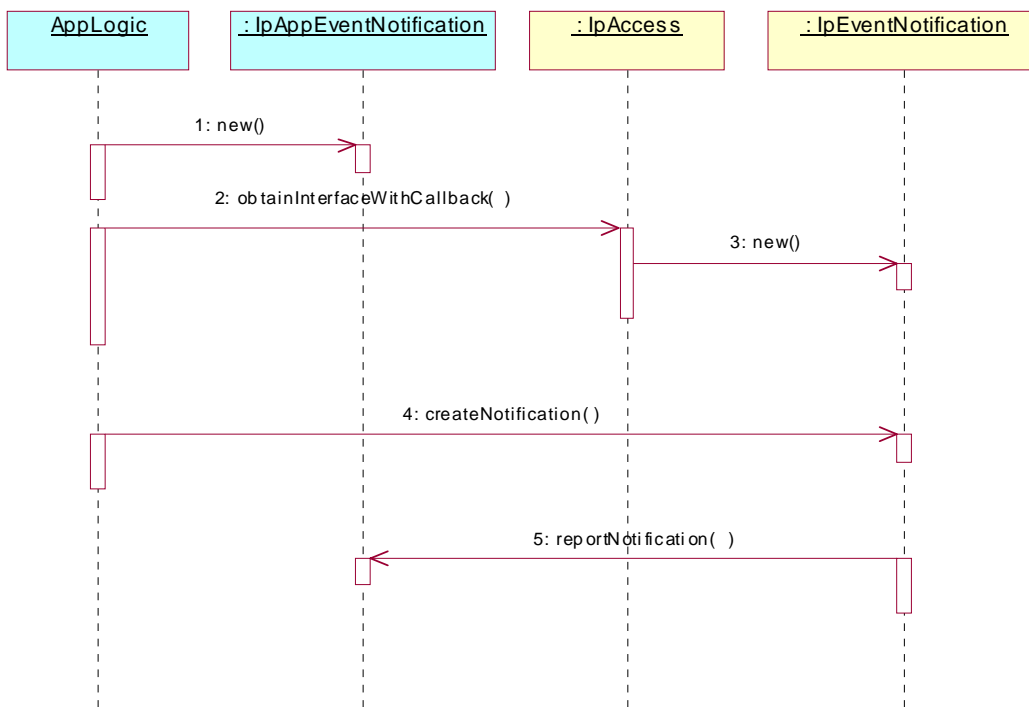 AppLogic
: IpAppEventNotification
: IpAccess
: IpEventNotification
1: new()
2: obtainInterfaceWithCallback( )
3: new()
4: createNotification( )
5: reportNotification( )